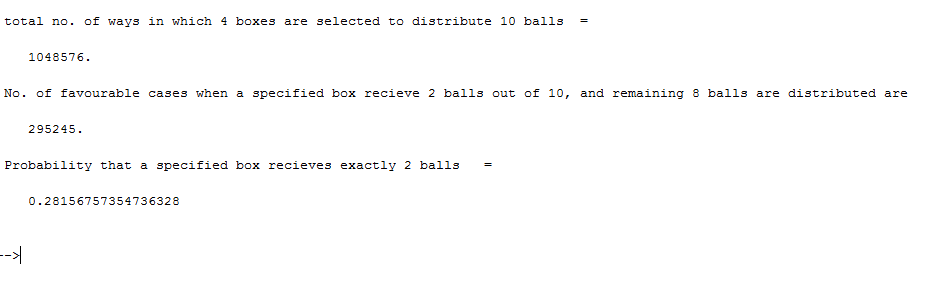 total no. of ways in which 4 boxes are selected to distribute 10 balls  =
1048576.
No. of favourable cases when a specified box recieve 2 balls out of 10, and remaining 8 balls are distributed are
295245.
Probability that a specified box recieves exactly 2 balls   =
0.28156757354736328
-->